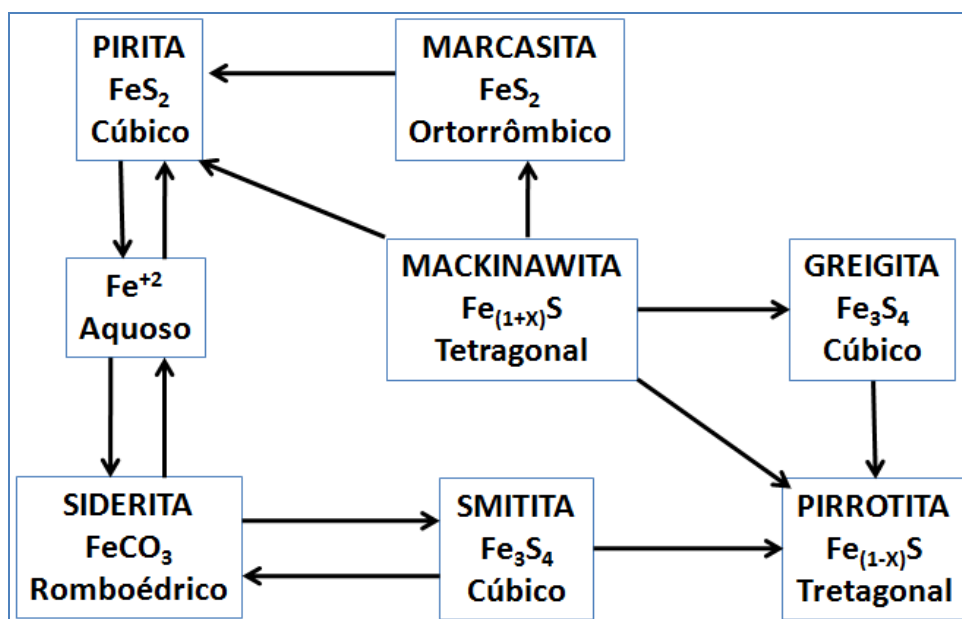 PIRITA
FeS₂
Cúbico
MARCASITA
FeS₂
Ortorrômbico
Fe⁺²
Aquoso
MACKINAWITA
Fe₍₁₊ₓ₎S
Tetragonal
GREIGITA
Fe₃S₄
Cúbico
SIDERITA
FeCO₃
Romboédrico
SMITITA
Fe₃S₄
Cúbico
PIRROTITA
Fe₍₁₋ₓ₎S
Tretagonal